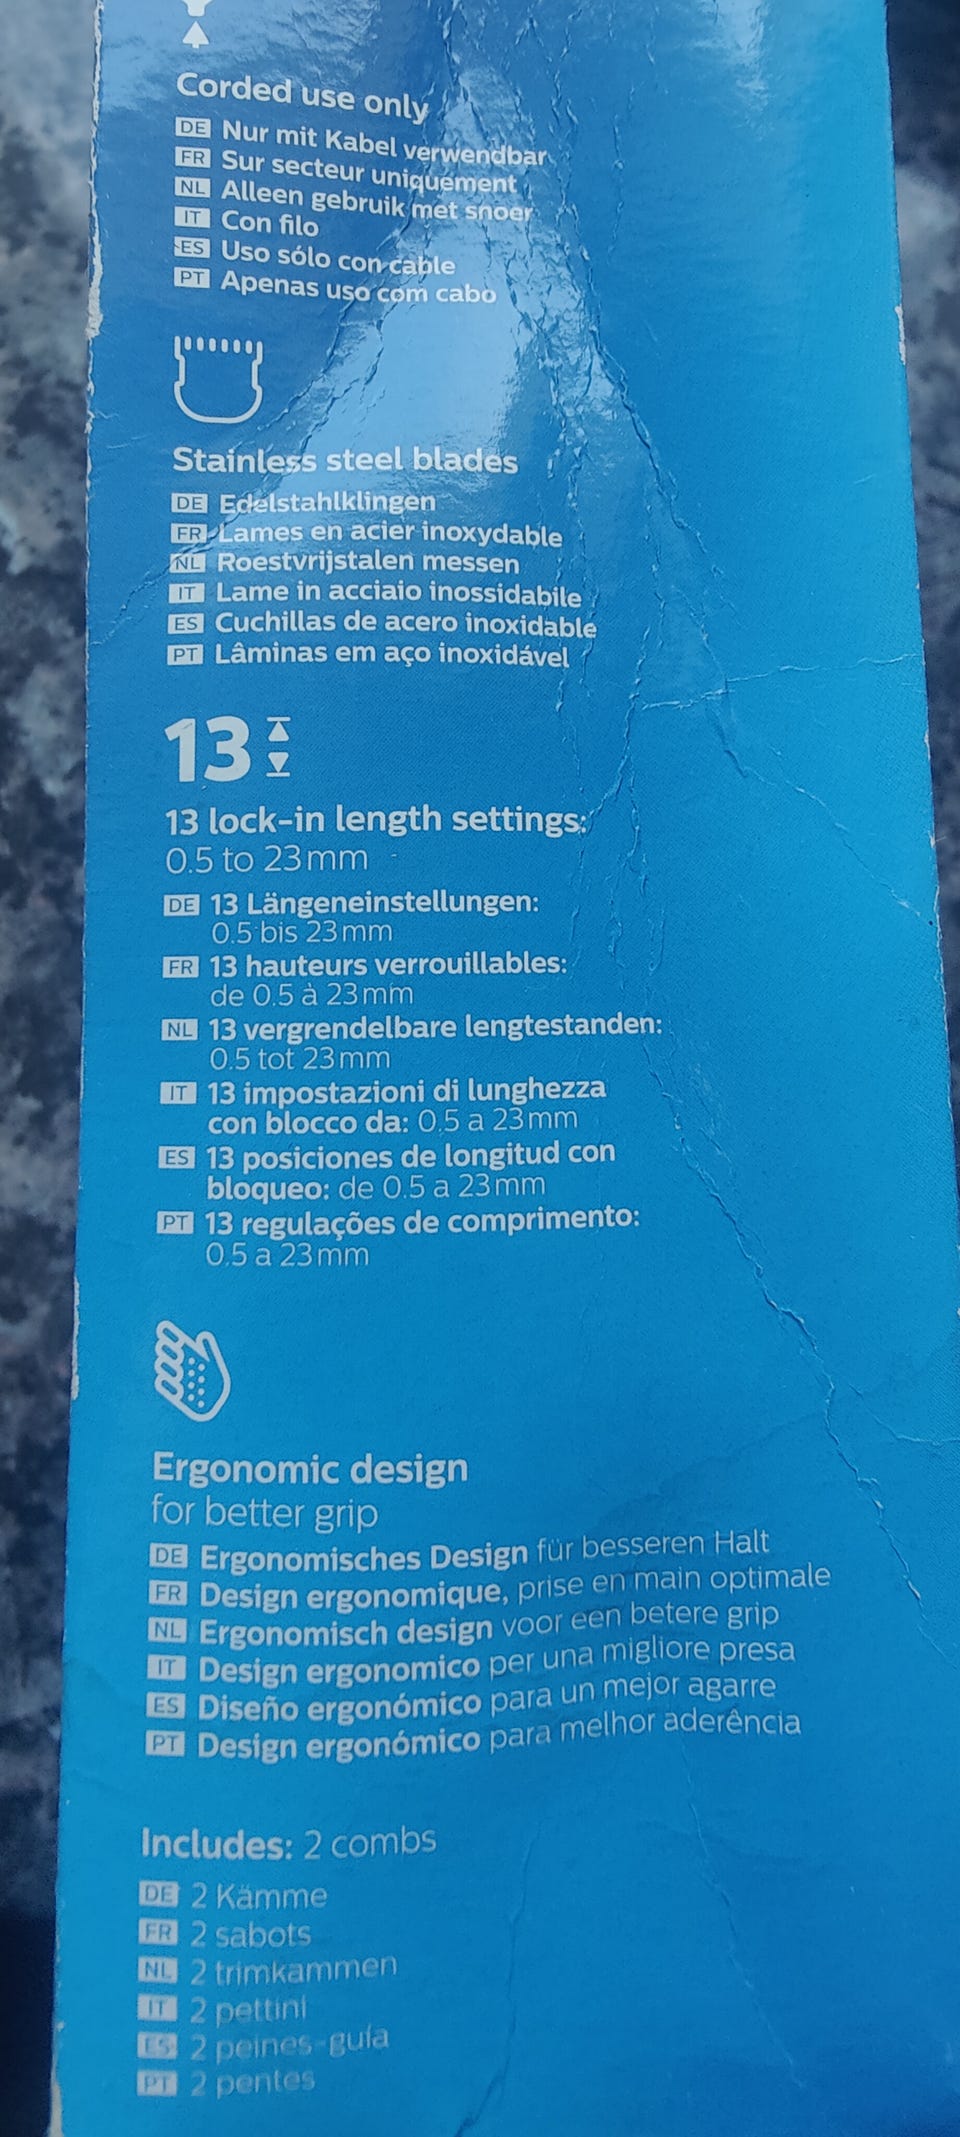 Corded use only
DE Nur mit Kabel verwendbar
FR Sur secteur uniquement
NL Alleen gebruik met snoer
IT Con filo
ES Uso sólo con cable
PT Apenas uso com cabo
Stainless steel blades
DE Edelstahlklingen
FR Lames en acier inoxydable
NL Roestvrijstalen messen
IT Lame in acciaio inossidabile
ES Cuchillas de acero inoxidable
PT Lâminas em aço inoxidável
13
13 lock-in length settings:
0.5 to 23mm
DE 13 Längeneinstellungen:
0.5 bis 23mm
FR 13 hauteurs verrouillables:
de 0.5 à 23mm
NL 13 vergrendelbare lengtestanden:
0.5 tot 23mm
IT 13 impostazioni di lunghezza
con blocco da: 0.5 a 23mm
ES 13 posiciones de longitud con
bloqueo: de 0.5 a 23mm
PT 13 regulações de comprimento:
0.5 a 23mm
Ergonomic design
for better grip
DE Ergonomisches Design für besseren Halt
FR Design ergonomique, prise en main optimale
NL Ergonomisch design voor een betere grip
IT Design ergonomico per una migliore presa
ES Diseño ergonómico para un mejor agarre
PT Design ergonómico para melhor aderência
Includes: 2 combs
DE 2 Kämme
FR 2 sabots
NL 2 trimkammen
IT 2 pettini
ES 2 peines-guía
PT 2 pentes